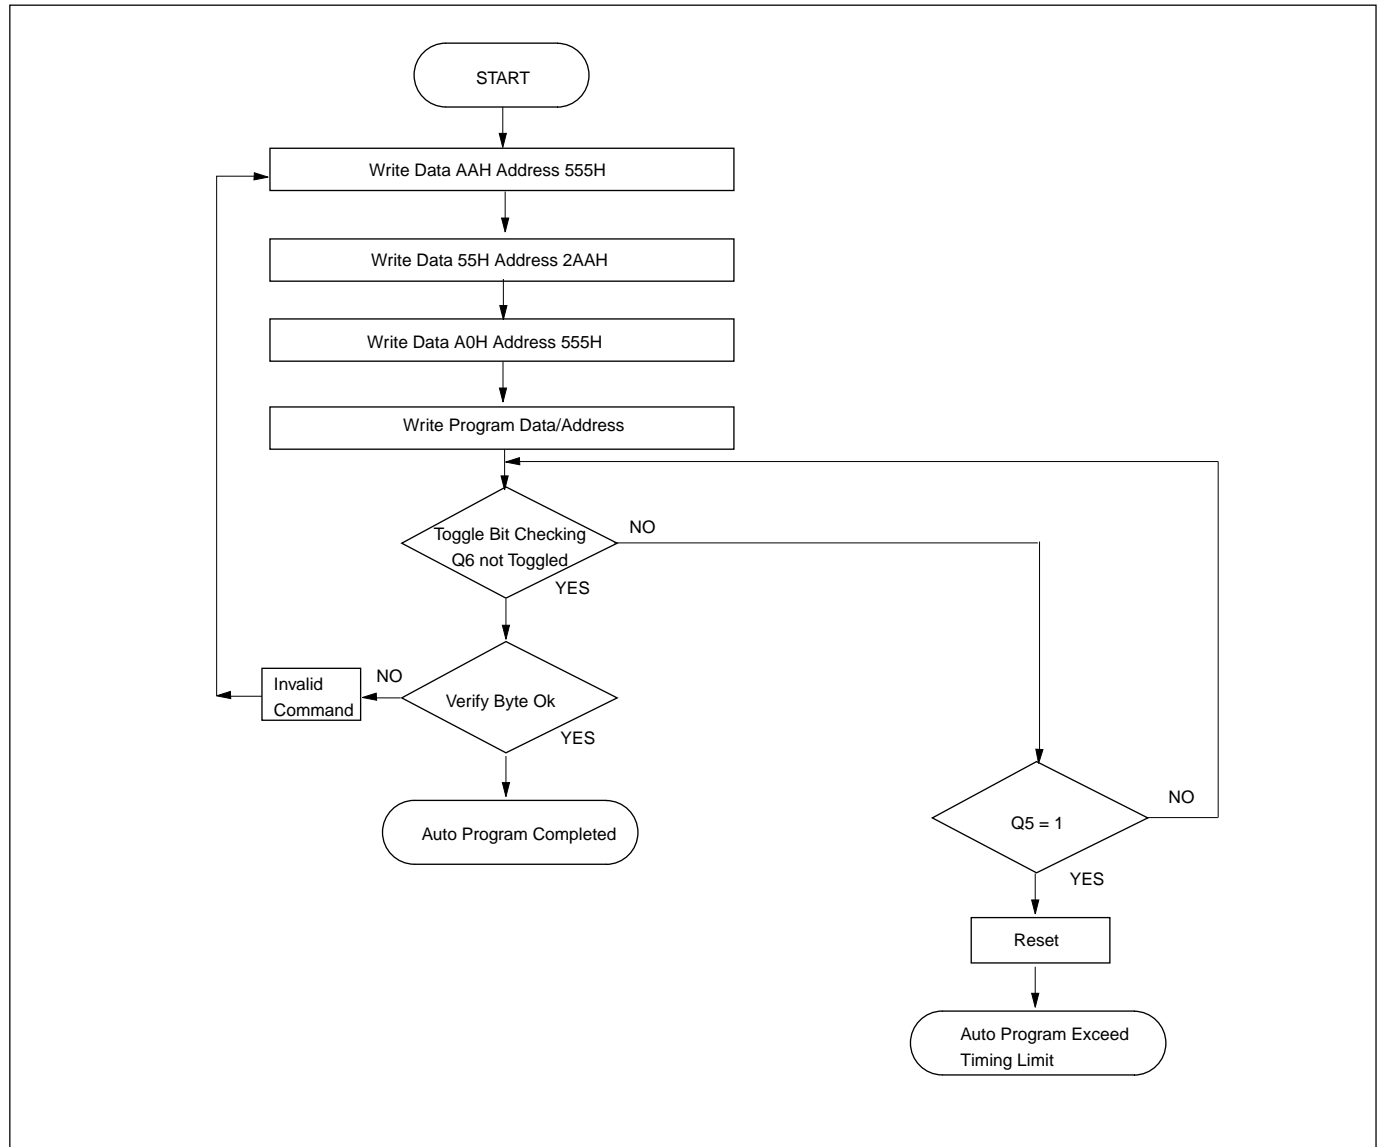 START
Write Data AAH Address 555H
Write Data 55H Address 2AAH
Write Data A0H Address 555H
Write Program Data/Address
Toggle Bit Checking
Q6 not Toggled
NO
YES
Invalid
Command
NO
Verify Byte Ok
YES
Auto Program Completed
Q5 = 1
NO
YES
Reset
Auto Program Exceed
Timing Limit